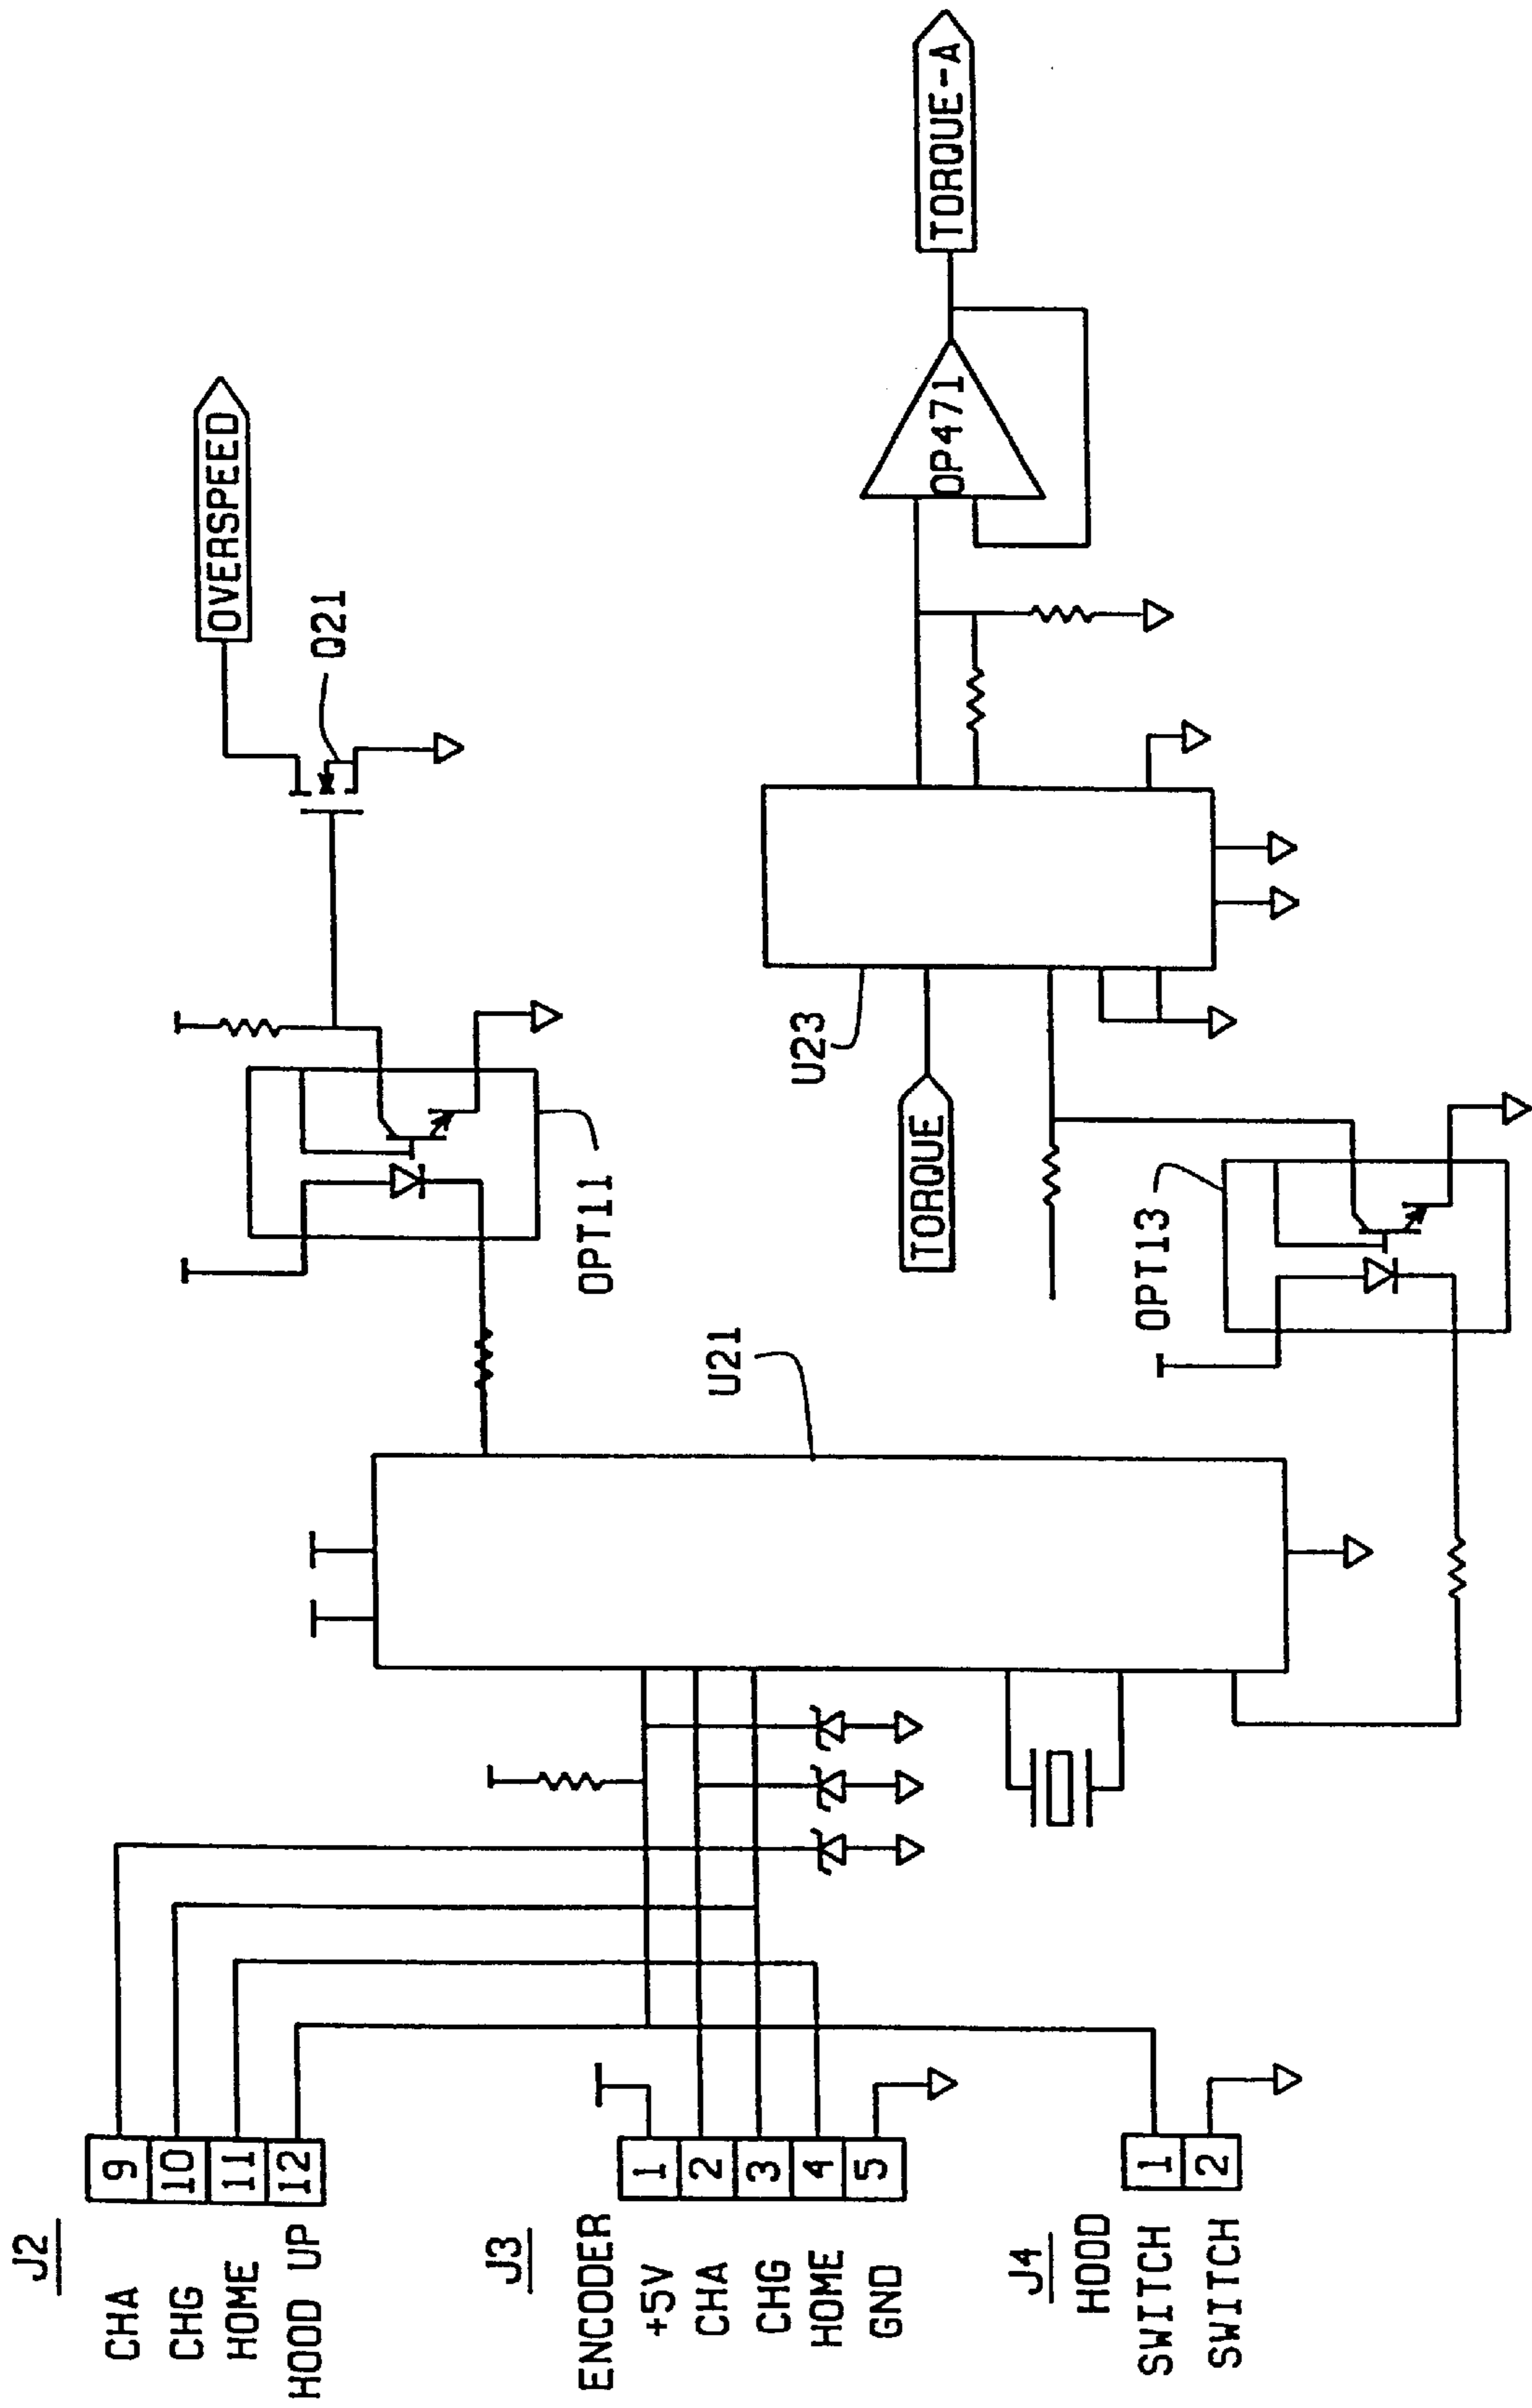 J2
CHA 9
CHG 10
HOME 11
HOOD UP 12
J3
ENCODER
+5V 1
CHA 2
CHG 3
HOME 4
GND 5
J4
HOOD
SWITCH 1
SWITCH 2
U21
OPT11
OVERSPEED
Q21
TORQUE
U23
OPT13
OP471
TORQUE-A